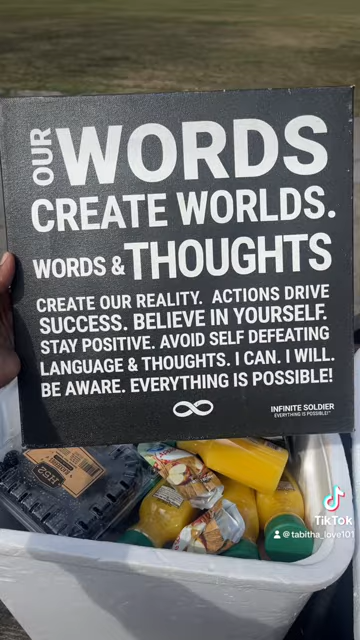 OUR WORDS
CREATE WORLDS.
WORDS & THOUGHTS
CREATE OUR REALITY. ACTIONS DRIVE
SUCCESS. BELIEVE IN YOURSELF.
STAY POSITIVE. AVOID SELF DEFEATING
LANGUAGE & THOUGHTS. I CAN. I WILL.
BE AWARE. EVERYTHING IS POSSIBLE!
INFINITE SOLDIER
EVERYTHING IS POSSIBLE!
TikTok
@tabitha_love101